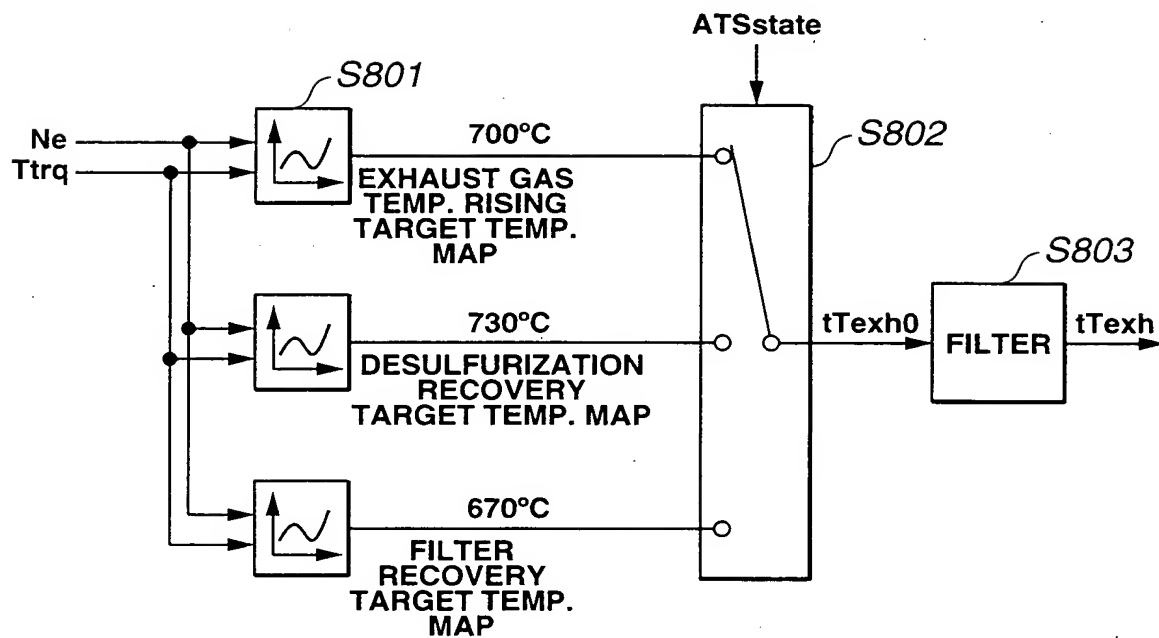 ATSstate
S801
S802
Ne
Ttrq
700°C
EXHAUST GAS
TEMP. RISING
TARGET TEMP.
MAP
S803
730°C
DESULFURIZATION
RECOVERY
TARGET TEMP. MAP
tTexh0
FILTER
tTexh
670°C
FILTER
RECOVERY
TARGET TEMP.
MAP